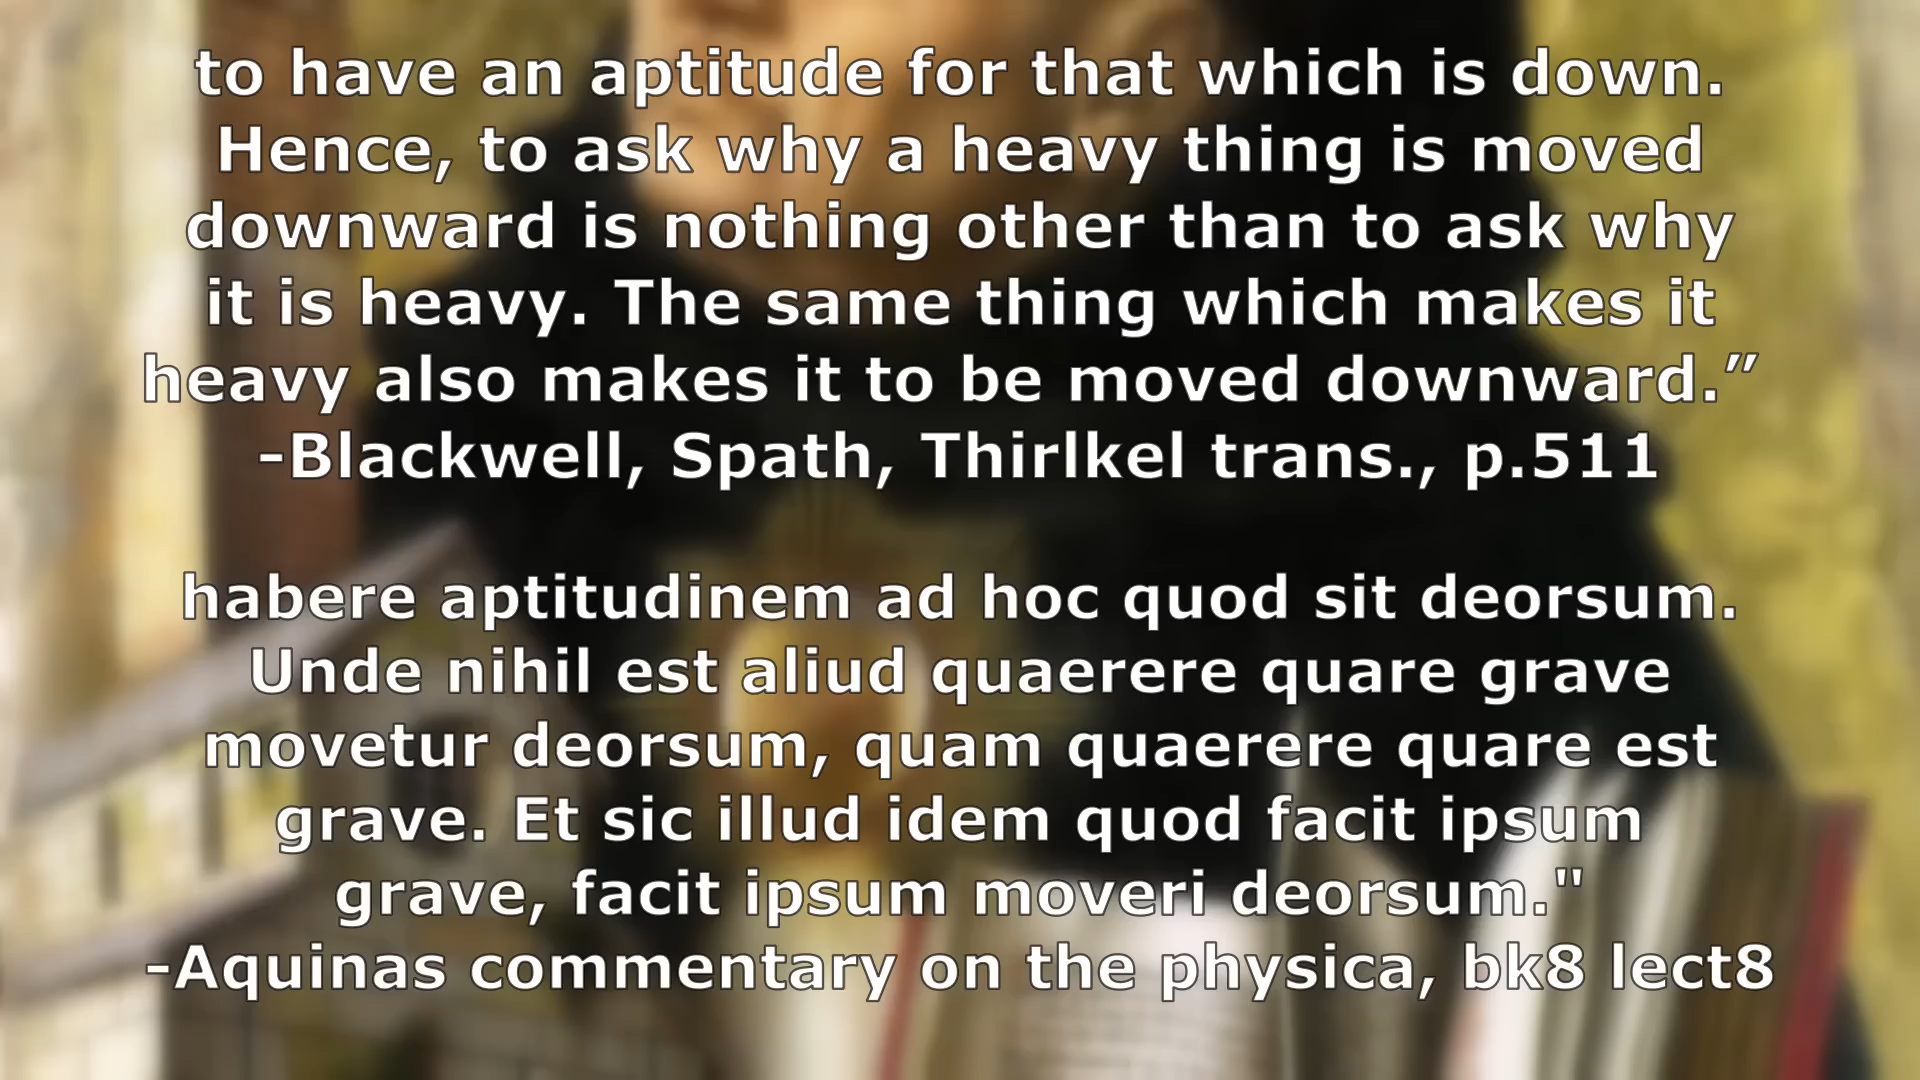 to have an aptitude for that which is down.
Hence, to ask why a heavy thing is moved
downward is nothing other than to ask why
it is heavy. The same thing which makes it
heavy also makes it to be moved downward.”
-Blackwell, Spath, Thirlkel trans., p.511
habere aptitudinem ad hoc quod sit deorsum.
Unde nihil est aliud quaerere quare grave
movetur deorsum, quam quaerere quare est
grave. Et sic illud idem quod facit ipsum
grave, facit ipsum moveri deorsum."
-Aquinas commentary on the physica, bk8 lect8